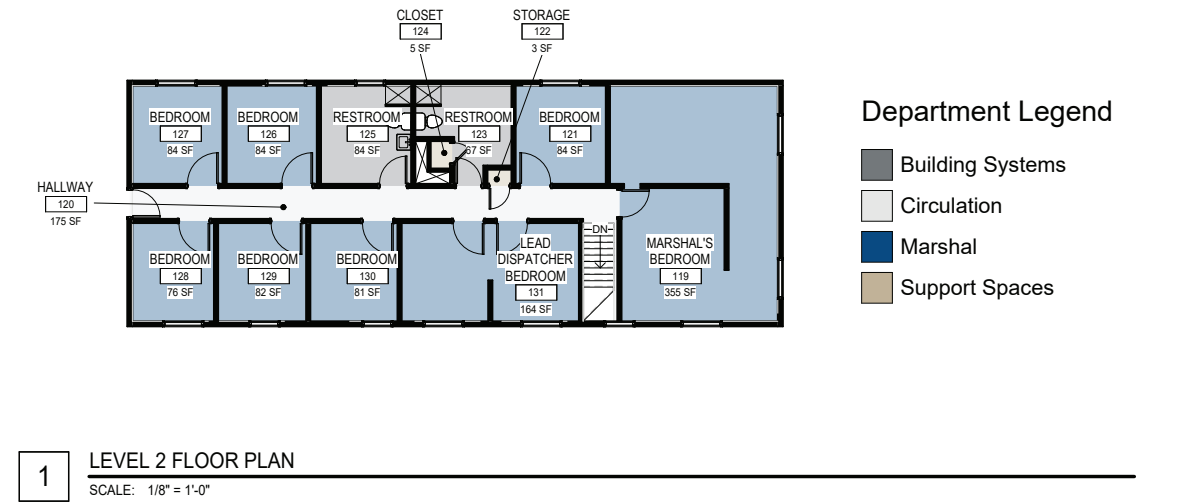 CLOSET
124
5 SF
STORAGE
122
3 SF
BEDROOM
127
84 SF
BEDROOM
126
84 SF
RESTROOM
125
84 SF
RESTROOM
123
67 SF
BEDROOM
121
84 SF
HALLWAY
120
175 SF
BEDROOM
128
76 SF
BEDROOM
129
82 SF
BEDROOM
130
81 SF
LEAD
DISPATCHER
BEDROOM
131
164 SF
DN
MARSHAL'S
BEDROOM
119
355 SF
Department Legend
Building Systems
Circulation
Marshal
Support Spaces
1
LEVEL 2 FLOOR PLAN
SCALE: 1/8" = 1'-0"